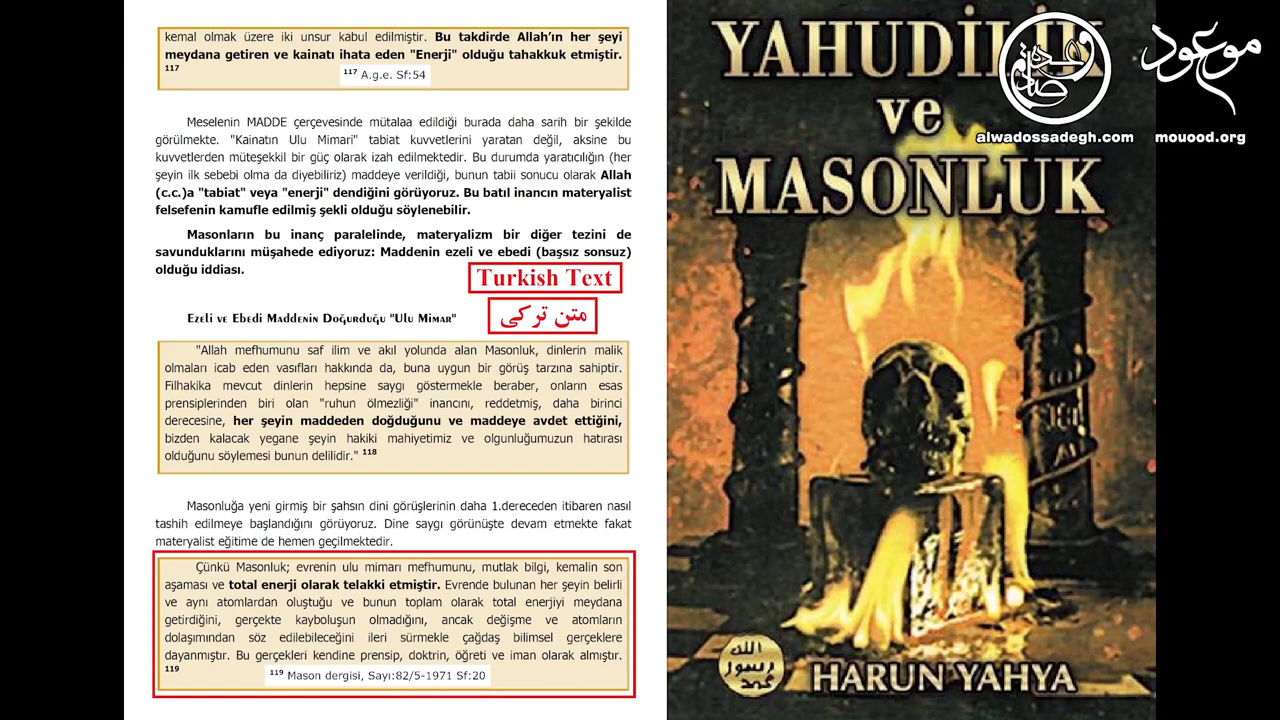 kemal olmak üzere iki unsur kabul edilmiştir. Bu takdirde Allah'ın her şeyi
meydana getiren ve kainatı ihata eden "Enerji" olduğu tahakkuk etmiştir.
117
117 A.g.e. Sf:54
Meselenin MADDE çerçevesinde mütalaa edildiği burada daha sarih bir şekilde
görülmekte. "Kainatın Ulu Mimari" tabiat kuvvetlerini yaratan değil, aksine bu
kuvvetlerden müteşekkil bir güç olarak izah edilmektedir. Bu durumda yaratıcılığın (her
şeyin ilk sebebi olma da diyebiliriz) maddeye verildiği, bunun tabii sonucu olarak Allah
(c.c.)a "tabiat" veya "enerji" dendiğini görüyoruz. Bu batıl inancın materyalist
felsefenin kamufle edilmiş şekli olduğu söylenebilir.
Masonların bu inanç paralelinde, materyalizm bir diğer tezini de
savunduklarını müşahede ediyoruz: Maddenin ezeli ve ebedi (başsız sonsuz)
olduğu iddiası.
Turkish Text
متن ترکی
Ezeli ve Ebedi Maddenin Doğurduğu "Ulu Mimar"
"Allah mefhumunu saf ilim ve akıl yolunda alan Masonluk, dinlerin malik
olmaları icab eden vasıfları hakkında da, buna uygun bir görüş tarzına sahiptir.
Filhakika mevcut dinlerin hepsine saygı göstermekle beraber, onların esas
prensiplerinden biri olan "ruhun ölmezliği" inancını, reddetmiş, daha birinci
derecesine, her şeyin maddeden doğduğunu ve maddeye avdet ettiğini,
bizden kalacak yegane şeyin hakiki mahiyetimiz ve olgunluğumuzun hatırası
olduğunu söylemesi bunun delilidir." 118
Masonluğa yeni girmiş bir şahsın dini görüşlerinin daha 1.dereceden itibaren nasıl
tashih edilmeye başlandığını görüyoruz. Dine saygı görünüşte devam etmekte fakat
materyalist eğitime de hemen geçilmektedir.
Çünkü Masonluk; evrenin ulu mimarı mefhumunu, mutlak bilgi, kemalin son
aşaması ve total enerji olarak telakki etmiştir. Evrende bulunan her şeyin belirli
ve aynı atomlardan oluştuğu ve bunun toplam olarak total enerjiyi meydana
getirdiğini, gerçekte kayboluşun olmadığını, ancak değişme ve atomların
dolaşımından söz edilebileceğini ileri sürmekle çağdaş bilimsel gerçeklere
dayanmıştır. Bu gerçekleri kendine prensip, doktrin, öğreti ve iman olarak almıştır.
119
119 Mason dergisi, Sayı:82/5-1971 Sf:20
YAHUDİLİK
ve
MASONLUK
وعده صادق
موعود
alwadossadegh.com
mouood.org
الله
رسول
محمد
HARUN YAHYA